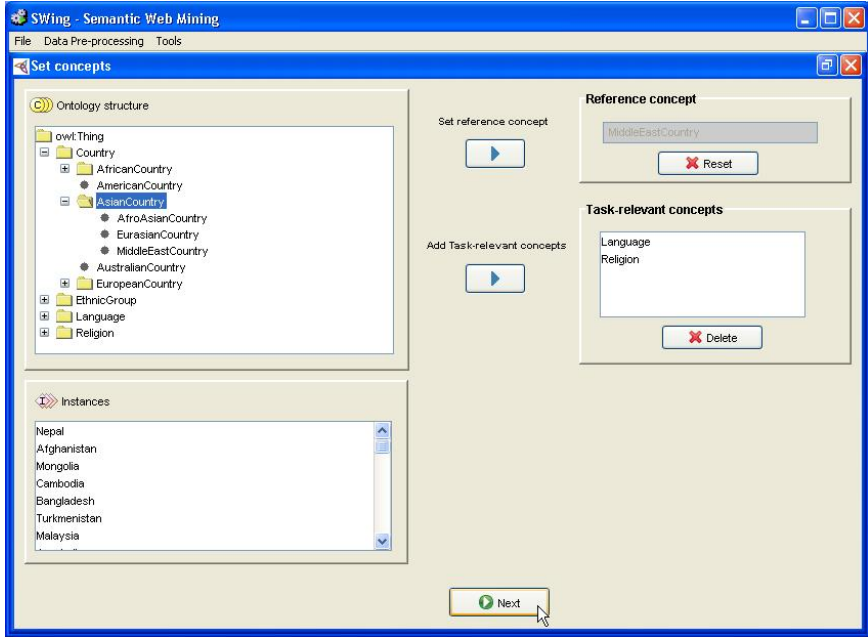 SWing - Semantic Web Mining
File Data Pre-processing Tools
Set concepts
Ontology structure
owl:Thing
Country
AfricanCountry
AmericanCountry
AsianCountry
AfroAsianCountry
EurasianCountry
MiddleEastCountry
AustralianCountry
EuropeanCountry
EthnicGroup
Language
Religion
Instances
Nepal
Afghanistan
Mongolia
Cambodia
Bangladesh
Turkmenistan
Malaysia
Set reference concept
Add Task-relevant concepts
Reference concept
MiddleEastCountry
Reset
Task-relevant concepts
Language
Religion
Delete
Next